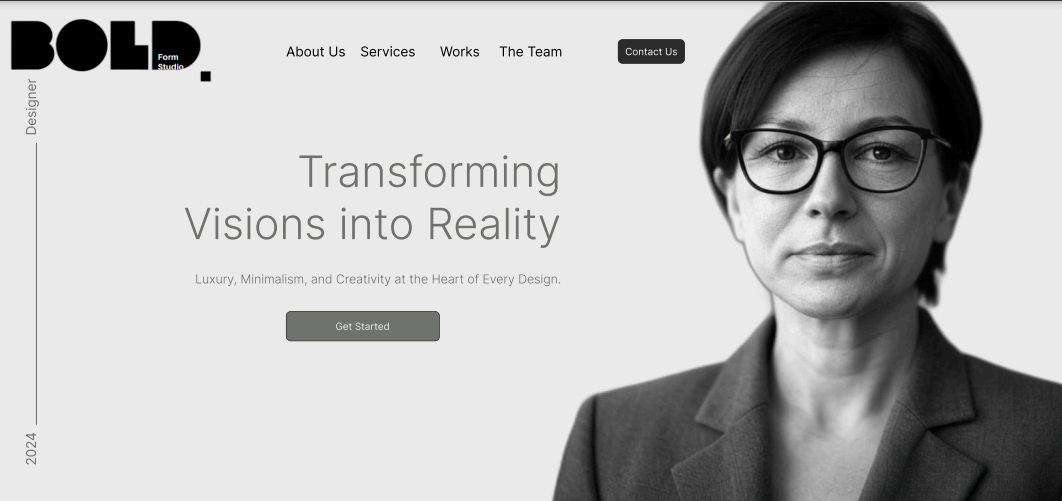 BOLD.
Form
Studio
About Us Services Works The Team Contact Us
Designer
Transforming
Visions into Reality
Luxury, Minimalism, and Creativity at the Heart of Every Design.
Get Started
2024